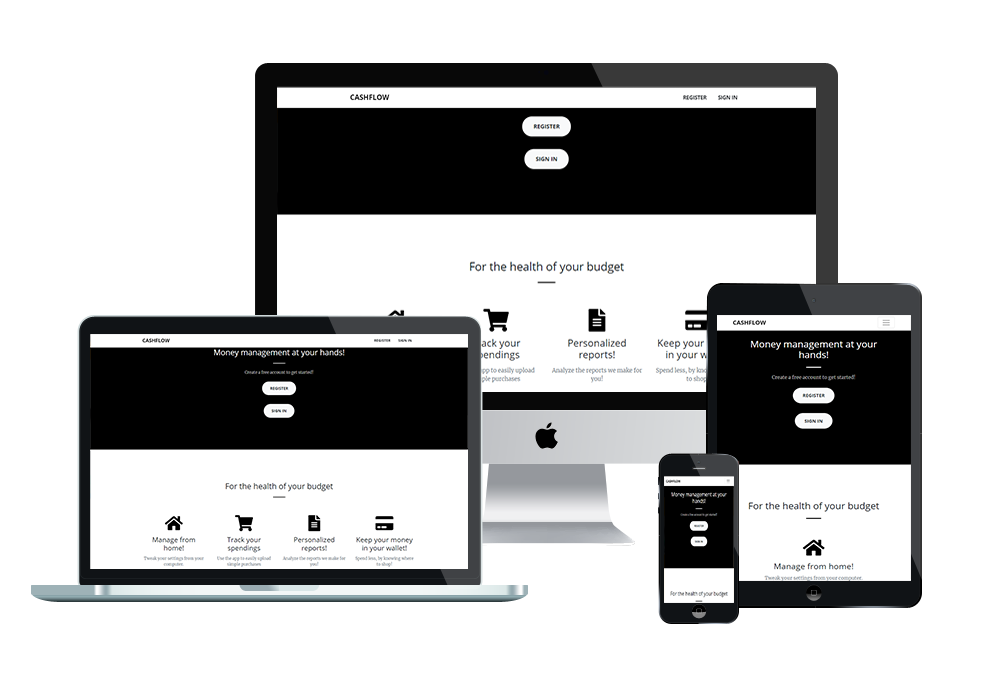 CASHFLOW
REGISTER SIGN IN
REGISTER
SIGN IN
For the health of your budget
ack your
pendings
app to easily upload
ple purchases
Personalized
reports!
Analyze the reports we make for
you!
Keep your
in your w
Spend less, by kno
to shop
CASHFLOW
REGISTER SIGN IN
Money management at your hands!
Create a free account to get started!
REGISTER
SIGN IN
For the health of your budget
Manage from
home!
Tweak your settings from your
computer.
Track your
spendings
Use the app to easily upload
simple purchases
Personalized
reports!
Analyze the reports we make for
you!
Keep your money
in your wallet!
Spend less, by knowing where
to shop!
CASHFLOW
Money management at your
hands!
Create a free account to get started!
REGISTER
SIGN IN
For the health of your budget
CASHFLOW
Money management at your
hands!
Create a free account to get started!
REGISTER
SIGN IN
For the health of your budget
Manage from home!
Tweak your settings from your computer.